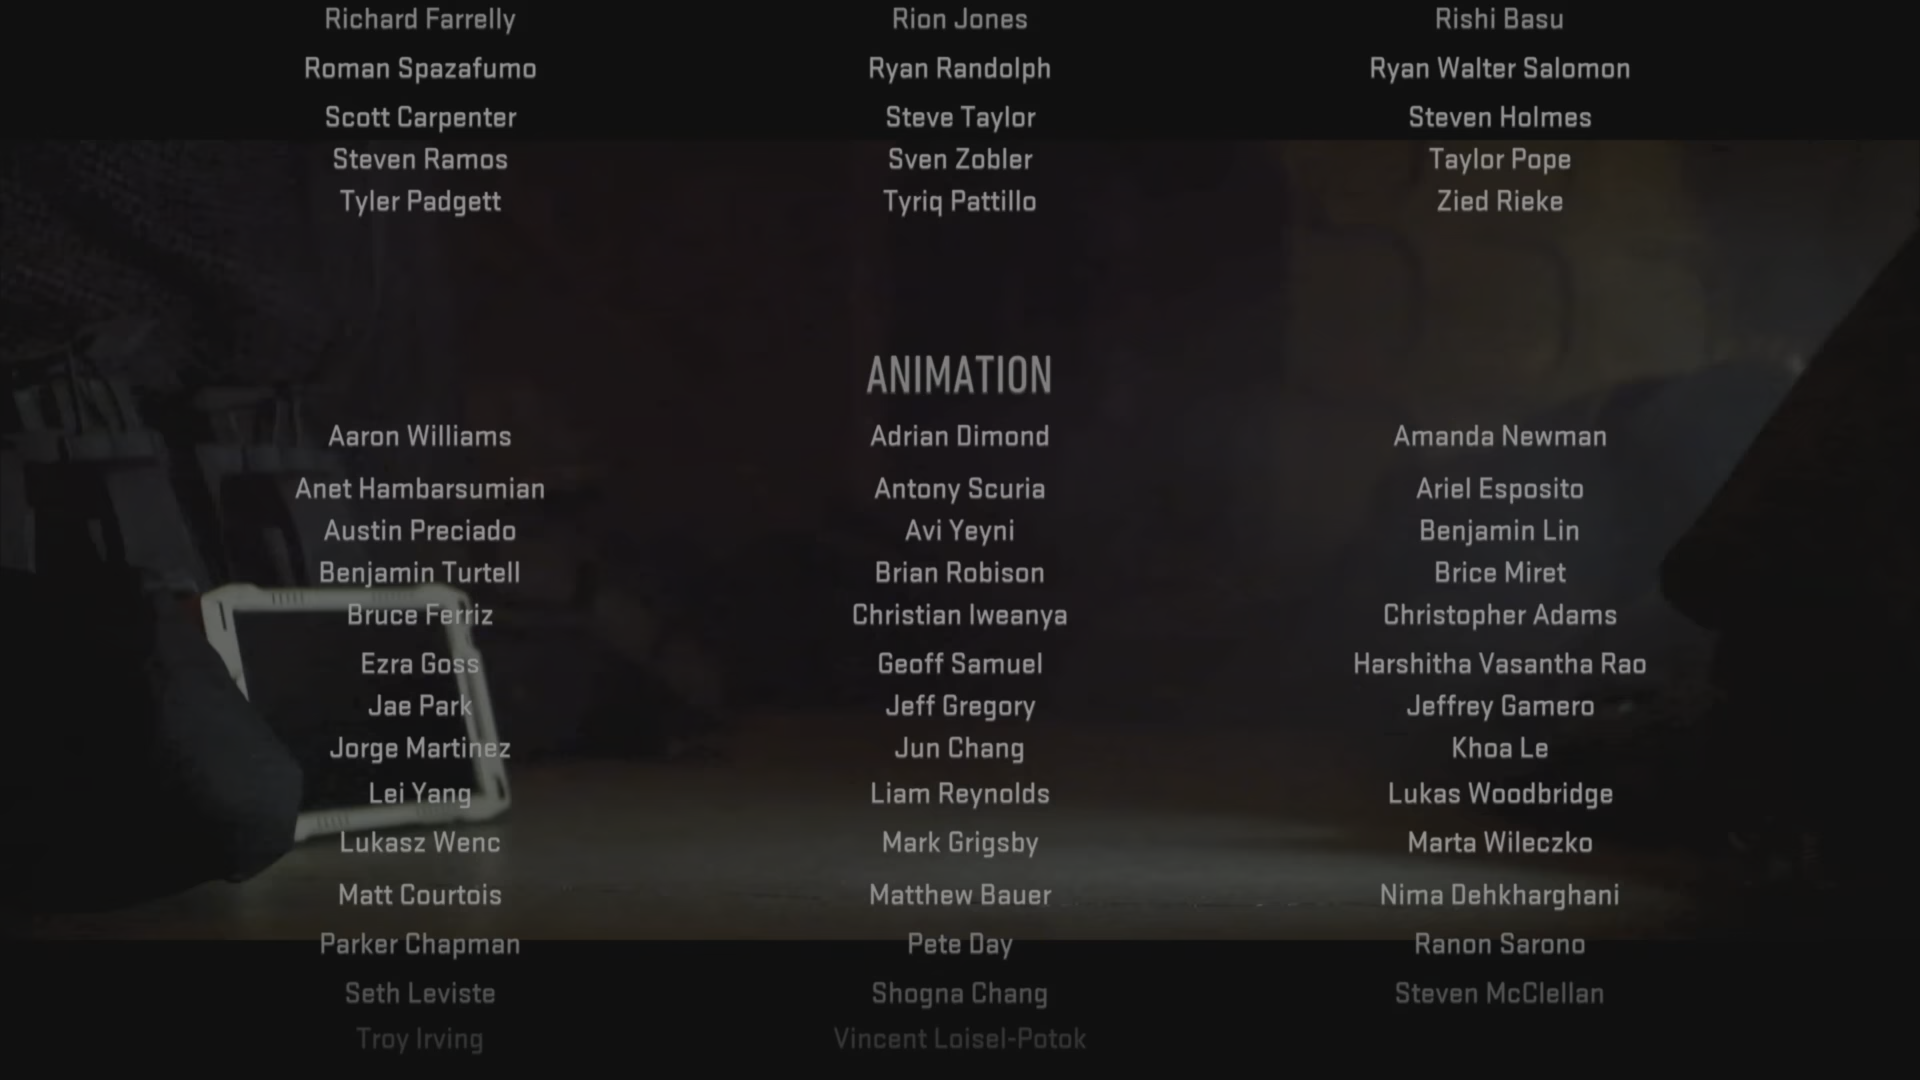 Richard Farrelly Rion Jones Rishi Basu
Roman Spazafumo Ryan Randolph Ryan Walter Salomon
Scott Carpenter Steve Taylor Steven Holmes
Steven Ramos Sven Zobler Taylor Pope
Tyler Padgett Tyriq Pattillo Zied Rieke
ANIMATION
Aaron Williams Adrian Dimond Amanda Newman
Anet Hambarsumian Antony Scuria Ariel Esposito
Austin Preciado Avi Yeyni Benjamin Lin
Benjamin Turtell Brian Robison Brice Miret
Bruce Ferriz Christian Iweanya Christopher Adams
Ezra Goss Geoff Samuel Harshitha Vasantha Rao
Jae Park Jeff Gregory Jeffrey Gamero
Jorge Martinez Jun Chang Khoa Le
Lei Yang Liam Reynolds Lukas Woodbridge
Lukasz Wenc Mark Grigsby Marta Wileczko
Matt Courtois Matthew Bauer Nima Dehkharghani
Parker Chapman Pete Day Ranon Sarono
Seth Leviste Shogna Chang Steven McClellan
Troy Irving Vincent Loisel-Potok